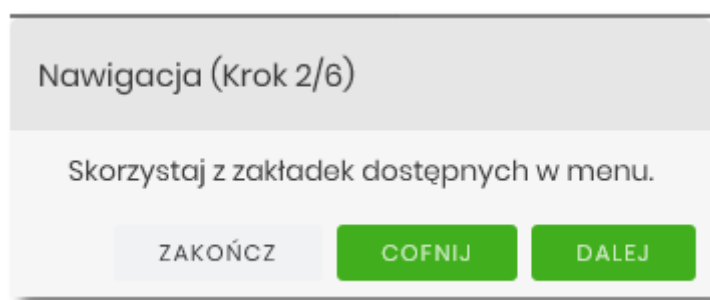 Nawigacja (Krok 2/6)
Skorzystaj z zakładek dostępnych w menu.
ZAKOŃCZ COFNIJ DALEJ